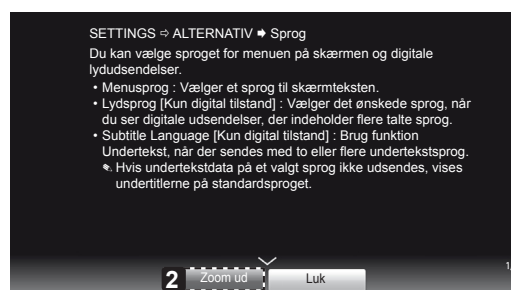 SETTINGS ⇨ ALTERNATIV ➧ Sprog
Du kan vælge sproget for menuen på skærmen og digitale
lydudsendelser.
• Menusprog : Vælger et sprog til skærmteksten.
• Lydsprog [Kun digital tilstand] : Vælger det ønskede sprog, når
du ser digitale udsendelser, der indeholder flere talte sprog.
• Subtitle Language [Kun digital tilstand] : Brug funktion
Undertekst, når der sendes med to eller flere undertekstsprog.
✎ Hvis undertekstdata på et valgt sprog ikke udsendes, vises
undertitlerne på standardsproget.
2 Zoom ud Luk